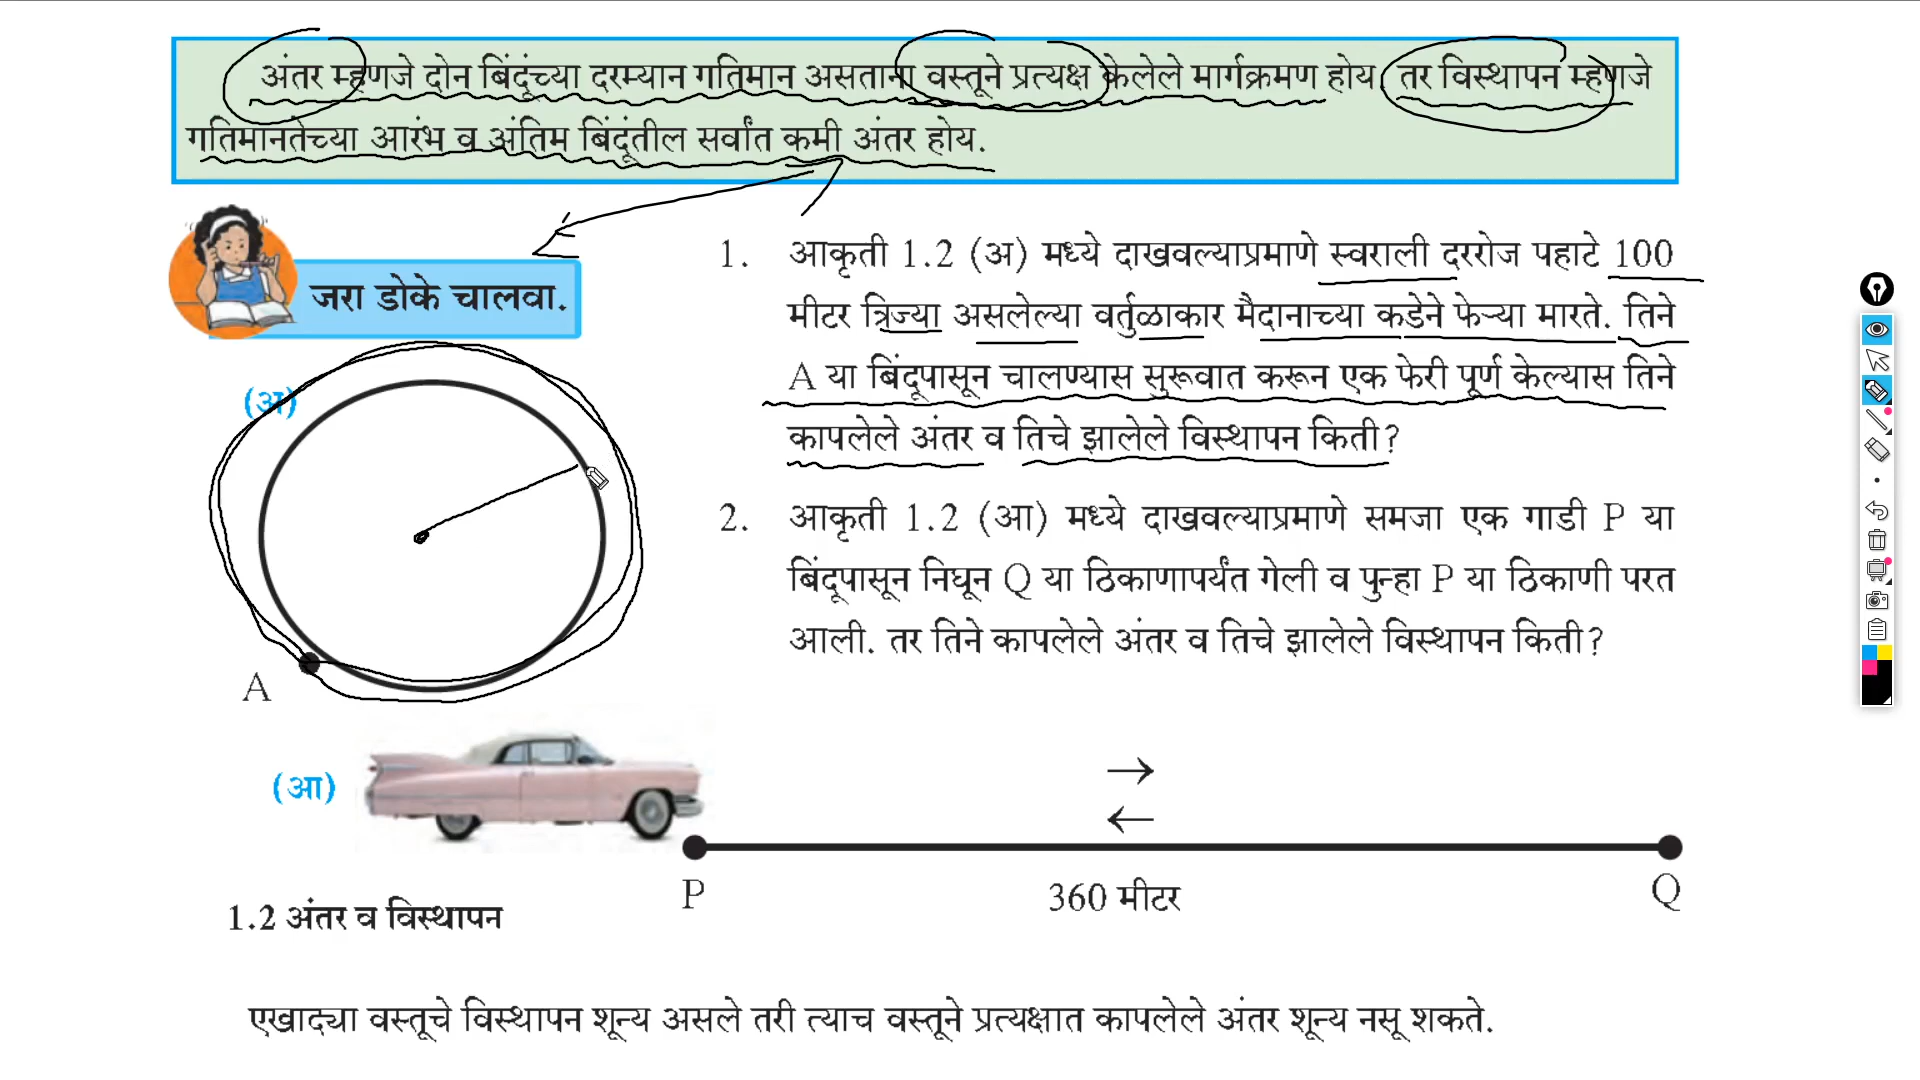 अंतर म्हणजे दोन बिंदूंच्या दरम्यान गतिमान असताना वस्तूने प्रत्यक्ष केलेले मार्गक्रमण होय तर विस्थापन म्हणजे
गतिमानतेच्या आरंभ व अंतिम बिंदूंतील सर्वांत कमी अंतर होय.
जरा डोके चालवा.
1. आकृती 1.2 (अ) मध्ये दाखवल्याप्रमाणे स्वराली दररोज पहाटे 100
मीटर त्रिज्या असलेल्या वर्तुळाकार मैदानाच्या कडेने फेऱ्या मारते. तिने
A या बिंदूपासून चालण्यास सुरूवात करून एक फेरी पूर्ण केल्यास तिने
कापलेले अंतर व तिचे झालेले विस्थापन किती?
2. आकृती 1.2 (आ) मध्ये दाखवल्याप्रमाणे समजा एक गाडी P या
बिंदूपासून निघून Q या ठिकाणापर्यंत गेली व पुन्हा P या ठिकाणी परत
आली. तर तिने कापलेले अंतर व तिचे झालेले विस्थापन किती?
(अ)
A
(आ)
→
←
P
360 मीटर
Q
1.2 अंतर व विस्थापन
एखाद्या वस्तूचे विस्थापन शून्य असले तरी त्याच वस्तूने प्रत्यक्षात कापलेले अंतर शून्य नसू शकते.